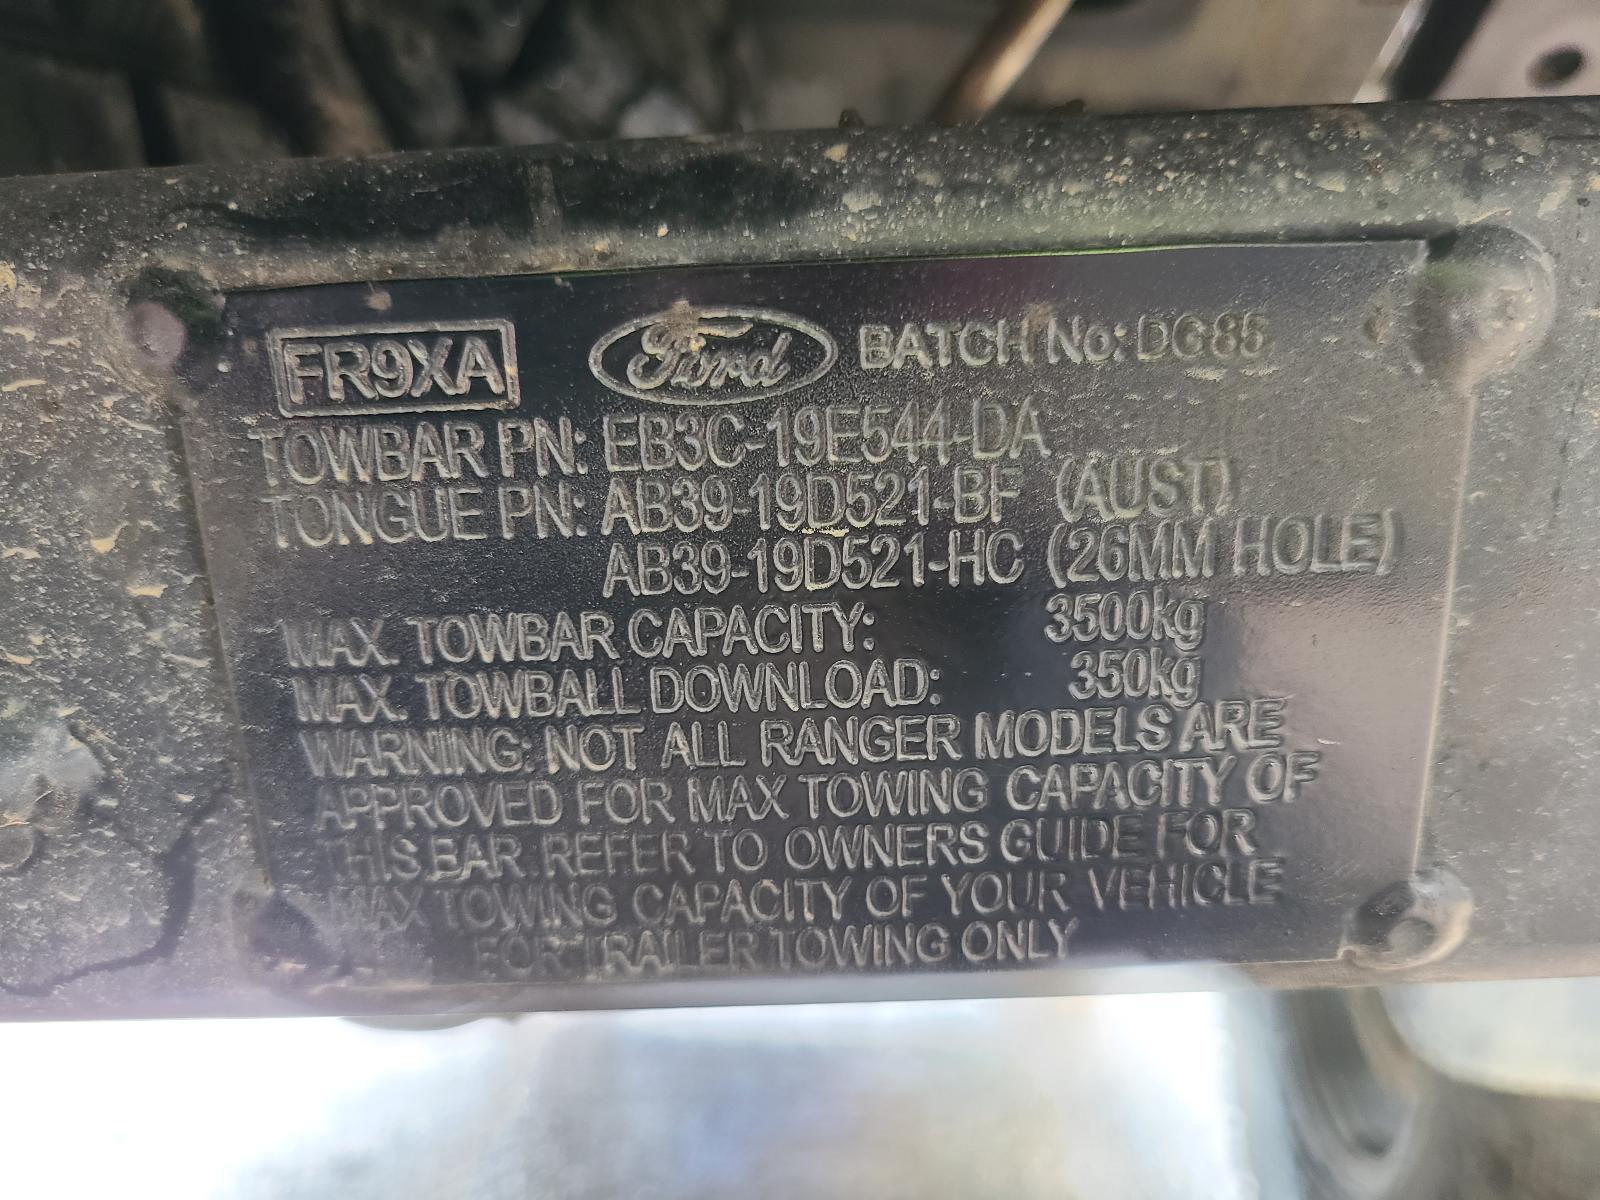 FR9XA Ford BATCH No: DG85
TOWBAR PN: EB3C-19E544-DA
TONGUE PN: AB39-19D521-BF (AUST)
AB39-19D521-HC (26MM HOLE)
MAX. TOWBAR CAPACITY: 3500kg
MAX. TOWBALL DOWNLOAD: 350kg
WARNING: NOT ALL RANGER MODELS ARE
APPROVED FOR MAX TOWING CAPACITY OF
THIS BAR. REFER TO OWNERS GUIDE FOR
MAX TOWING CAPACITY OF YOUR VEHICLE
FOR TRAILER TOWING ONLY